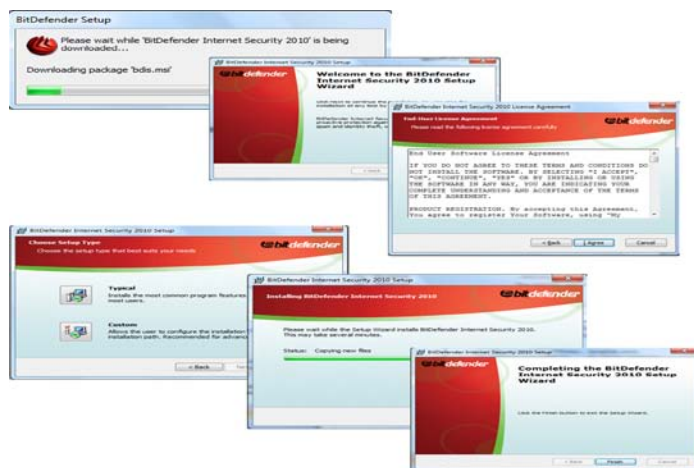 BitDefender Setup
Please wait while 'BitDefender Internet Security 2010' is being
downloaded...
Downloading package 'bdis.msi'
bitdefender
Welcome to the BitDefender
Internet Security 2010 Setup
Wizard
BitDefender Internet Security 2010 License Agreement
End-User License Agreement
Please read the following license agreement carefully
bitdefender
End User Software License Agreement
IF YOU DO NOT AGREE TO THESE TERMS AND CONDITIONS DO
NOT INSTALL THE SOFTWARE. BY SELECTING "I ACCEPT",
"OK", "CONTINUE", "YES" OR BY INSTALLING OR USING
THE SOFTWARE IN ANY WAY, YOU ARE INDICATING YOUR
COMPLETE UNDERSTANDING AND ACCEPTANCE OF THE TERMS
OF THIS AGREEMENT.
PRODUCT REGISTRATION. By accepting this Agreement,
You agree to register Your Software, using "My
< Back
I Agree
Cancel
BitDefender Internet Security 2010 Setup
Choose Setup Type
Choose the setup type that best suits your needs
bitdefender
Typical
Installs the most common program features
most users.
Custom
Allows the user to configure the installation
installation path. Recommended for advanc
< Back
BitDefender Internet Security 2010 Setup
Installing BitDefender Internet Security 2010
bitdefender
Please wait while the Setup Wizard installs BitDefender Internet Security 2010.
This may take several minutes.
Status: Copying new files
BitDefender Internet Security 2010 Setup
bitdefender
Completing the BitDefender
Internet Security 2010 Setup
Wizard
Click the Finish button to exit the Setup Wizard.
< Back
Finish
Cancel